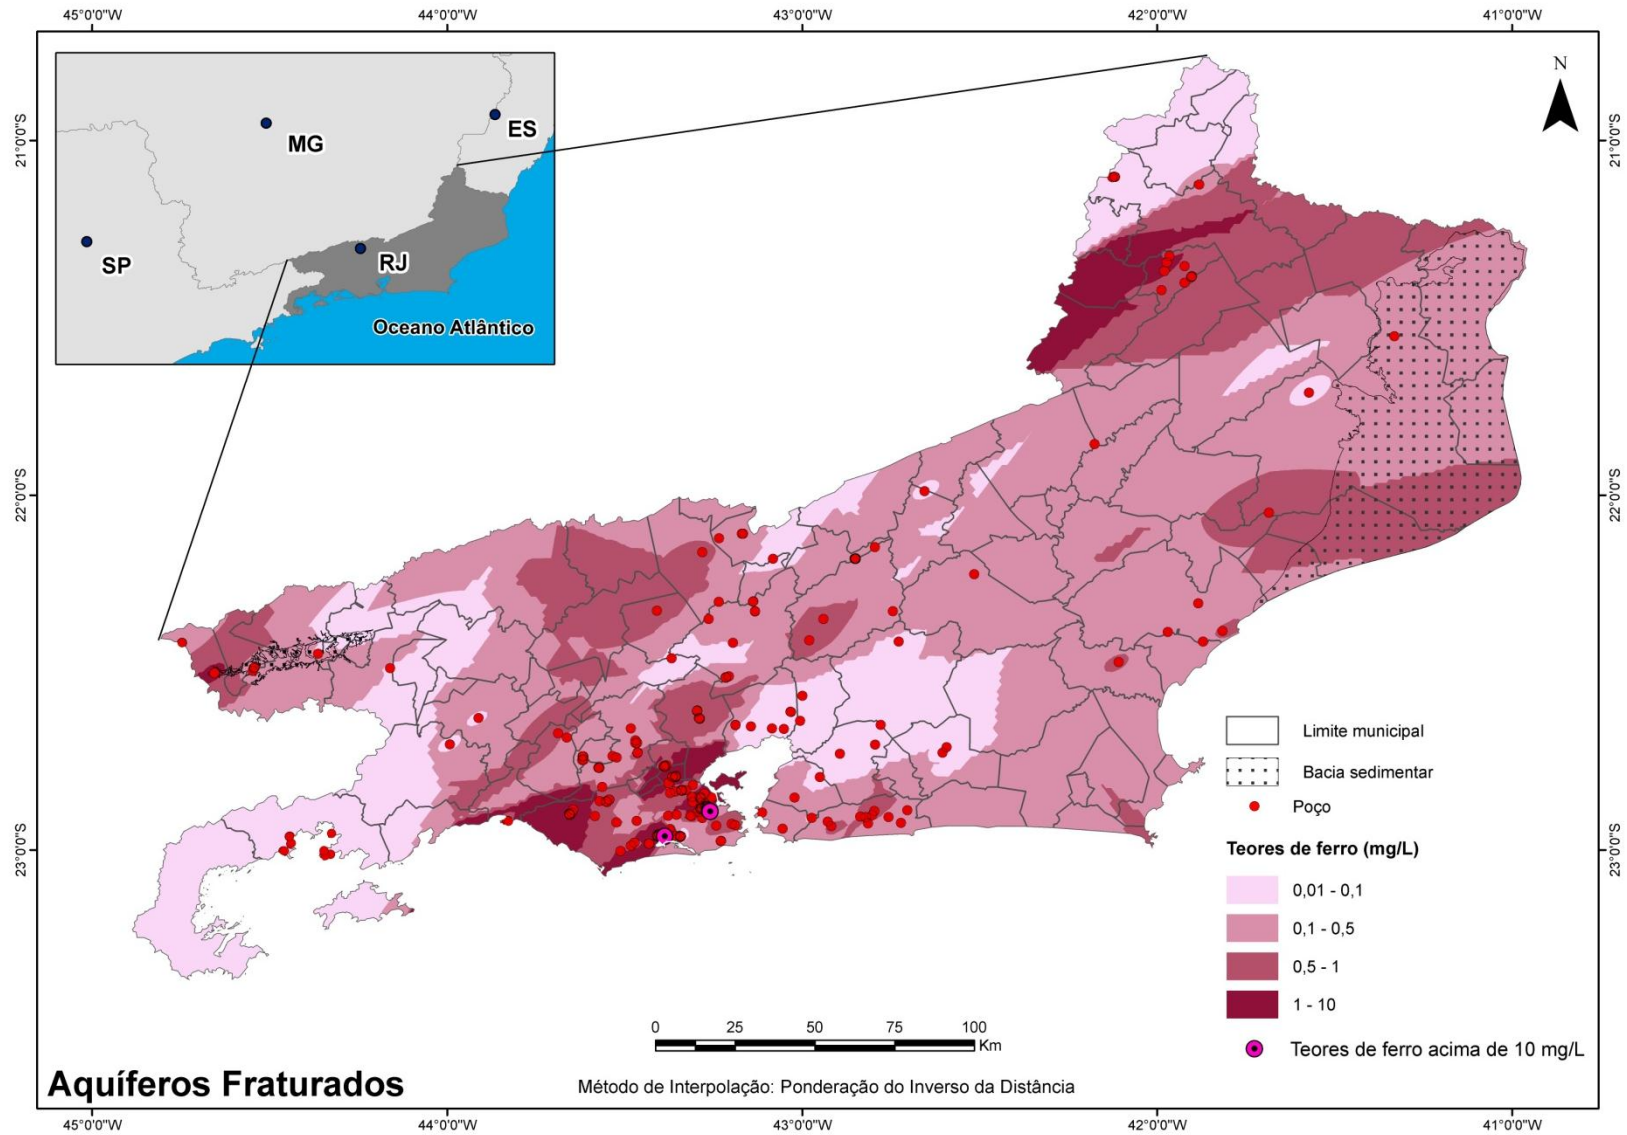 45°0'0"W 44°0'0"W 43°0'0"W 42°0'0"W 41°0'0"W
MG
ES
SP
RJ
Oceano Atlântico
N
21°0'0"S 21°0'0"S
22°0'0"S 22°0'0"S
23°0'0"S 23°0'0"S
Limite municipal
Bacia sedimentar
Poço
Teores de ferro (mg/L)
0,01 - 0,1
0,1 - 0,5
0,5 - 1
1 - 10
Teores de ferro acima de 10 mg/L
0 25 50 75 100
Km
Aquíferos Fraturados
Método de Interpolação: Ponderação do Inverso da Distância
45°0'0"W 44°0'0"W 43°0'0"W 42°0'0"W 41°0'0"W